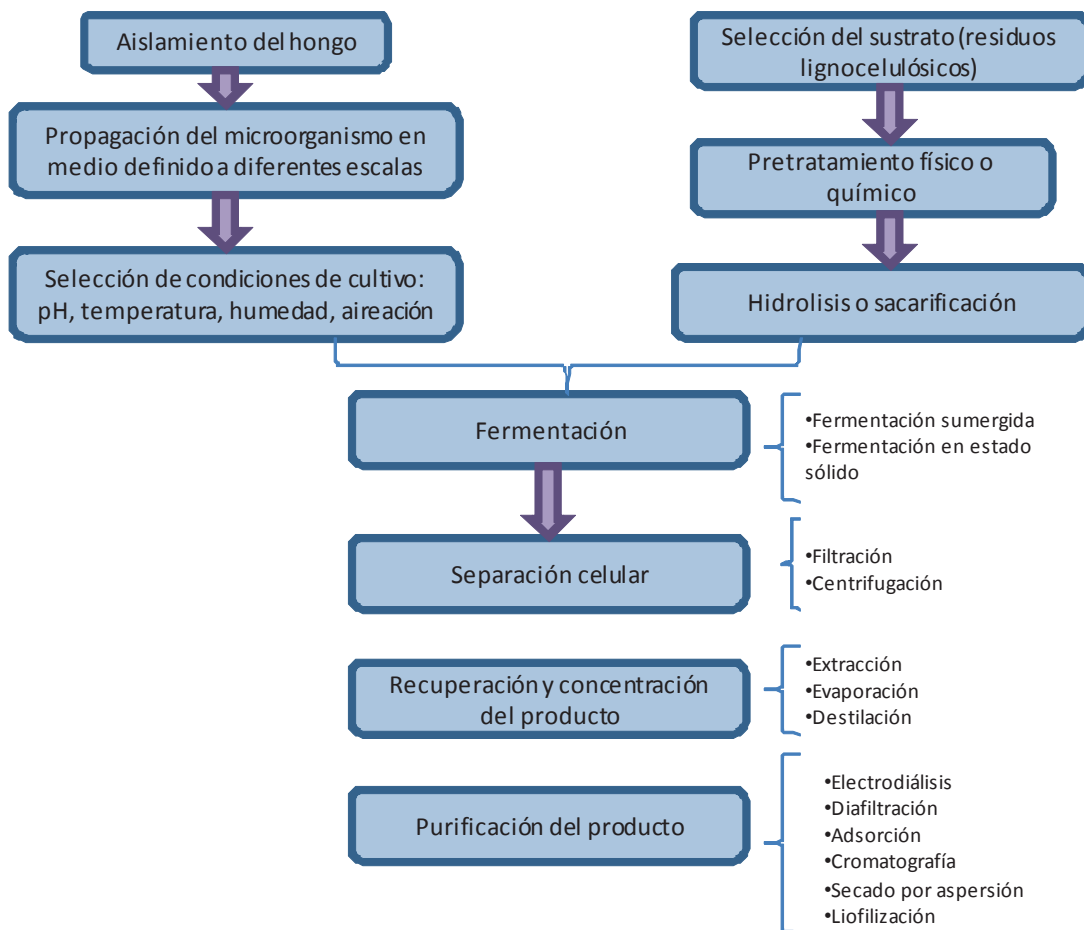 Aislamiento del hongo
Propagación del microorganismo en
medio definido a diferentes escalas
Selección de condiciones de cultivo:
pH, temperatura, humedad, aireación
Selección del sustrato (residuos
lignocelulósicos)
Pretratamiento físico o
químico
Hidrolisis o sacarificación
Fermentación
•Fermentación sumergida
•Fermentación en estado
sólido
Separación celular
•Filtración
•Centrifugación
Recuperación y concentración
del producto
•Extracción
•Evaporación
•Destilación
Purificación del producto
•Electrodiálisis
•Diafiltración
•Adsorción
•Cromatografía
•Secado por aspersión
•Liofilización